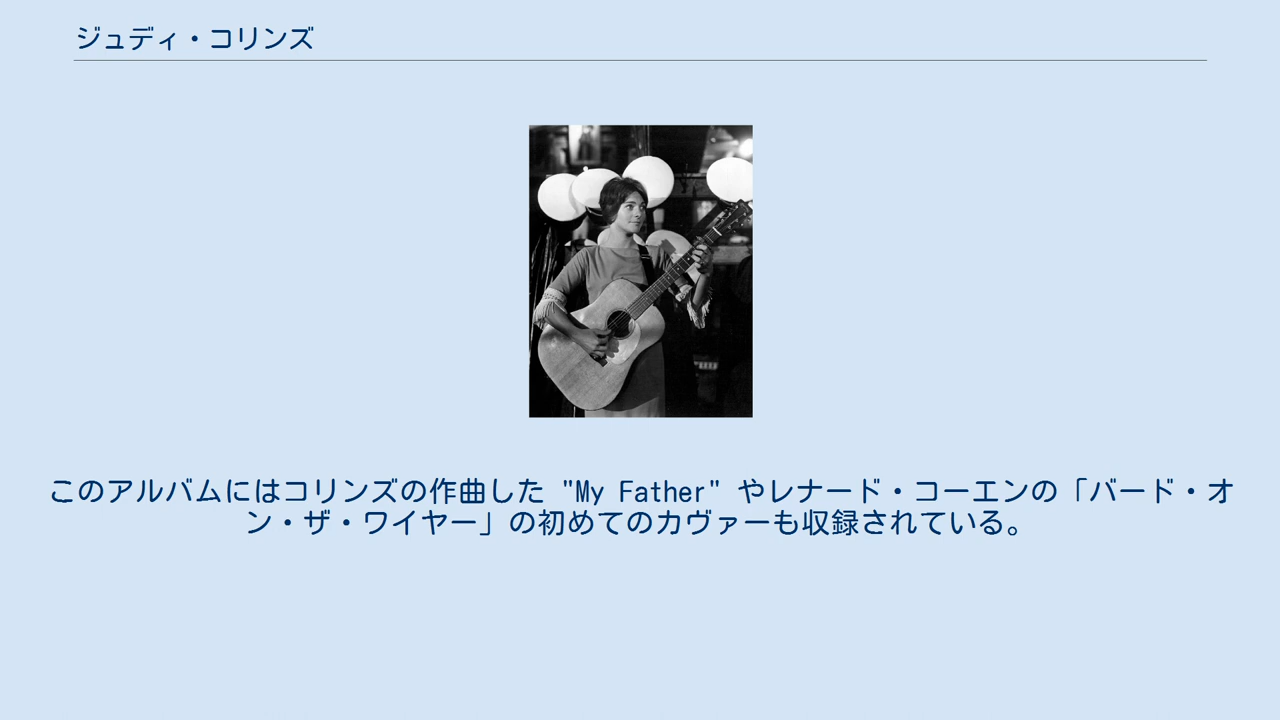 ジュディ・コリンズ
このアルバムにはコリンズの作曲した "My Father" やレナード・コーエンの「バード・オ
ン・ザ・ワイヤー」の初めてのカヴァーも収録されている。